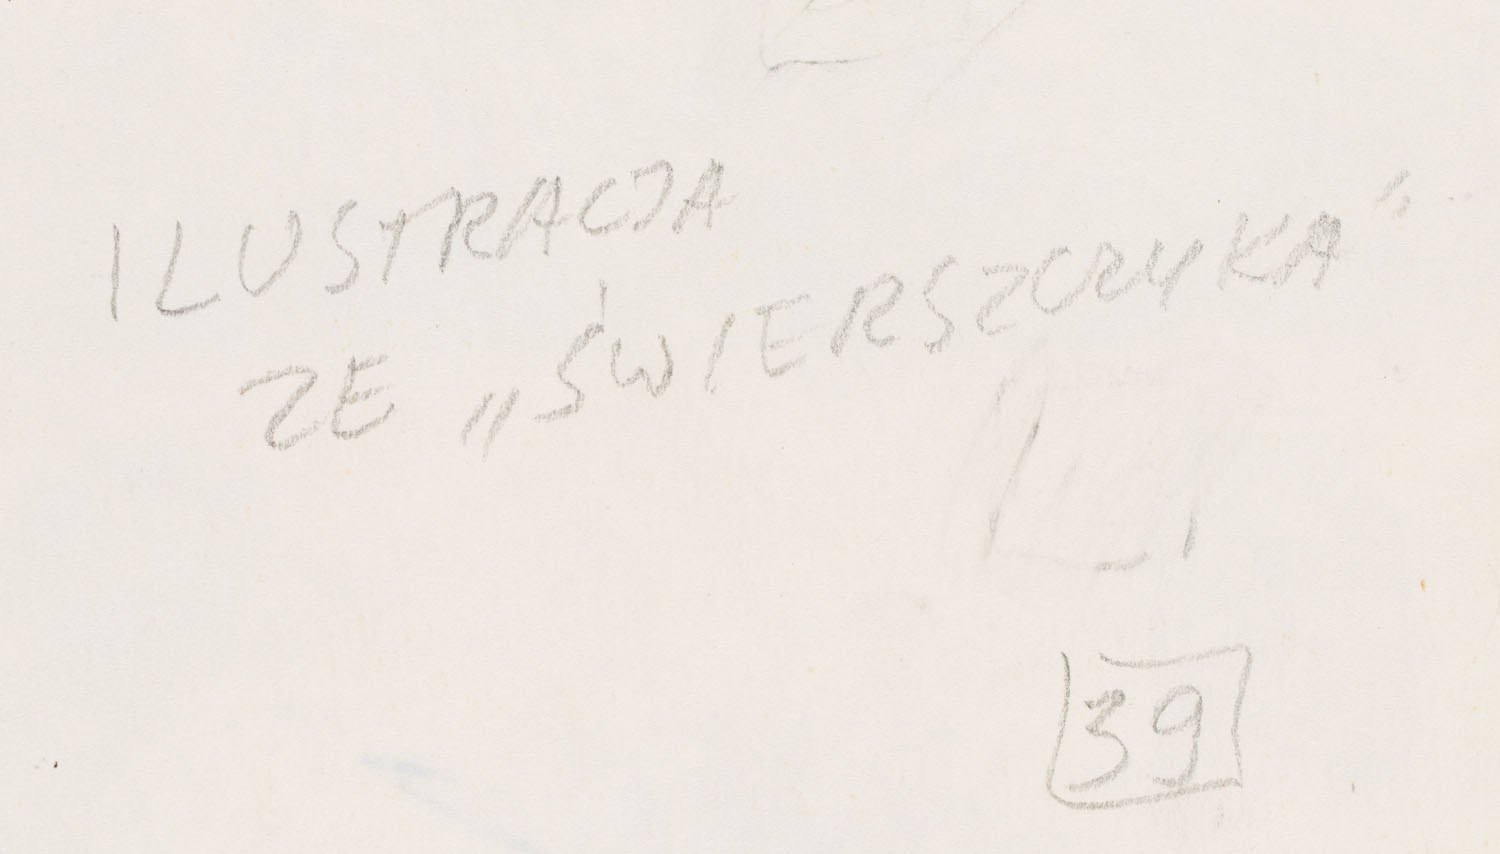 ILUSTRACJA
ZE „ŚWIERSZCZYKA”
39